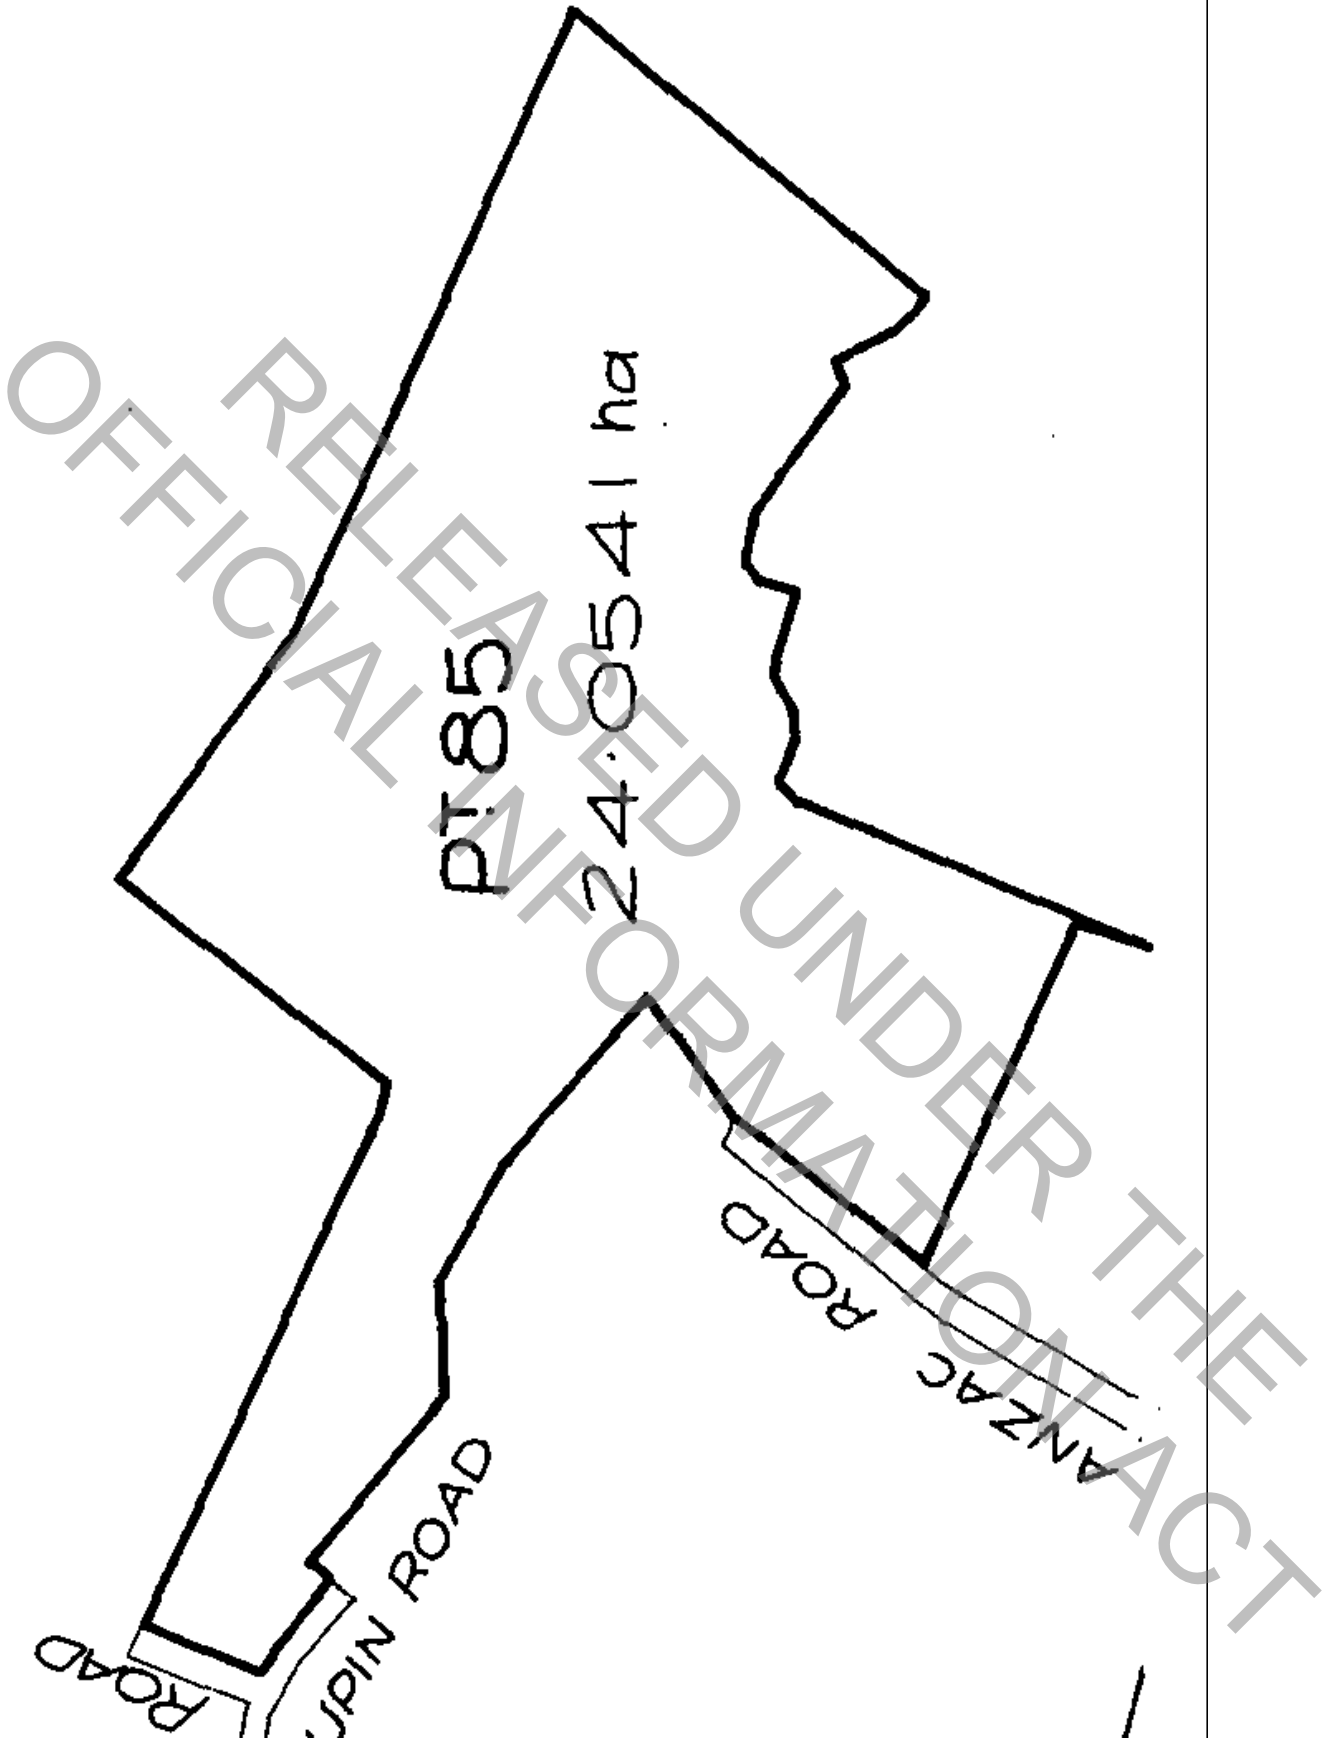 PT. 85
24.0541 ha
ROAD
ANZAC
UPIN ROAD
ROAD
RELEASED UNDER THE
OFFICIAL INFORMATION ACT